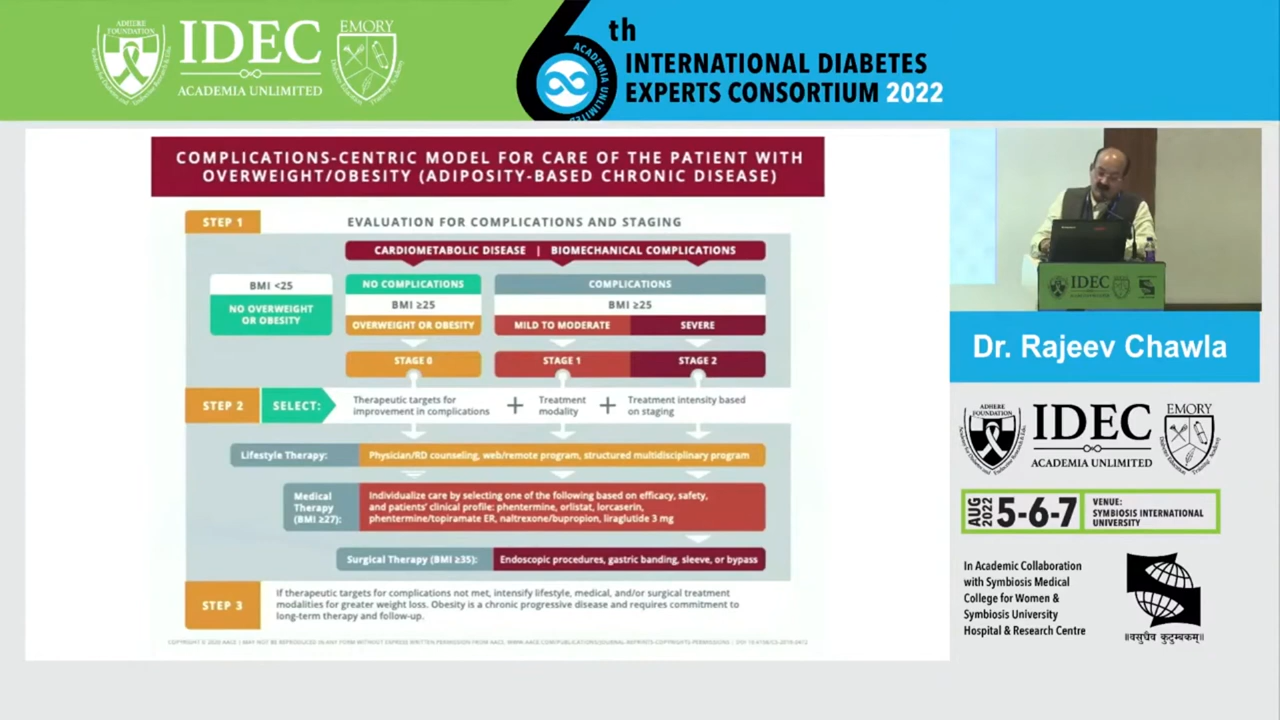 ADHERE
FOUNDATION
IDEC
ACADEMIA UNLIMITED
EMORY
6th
ACADEMIA UNLIMITED
INTERNATIONAL DIABETES
EXPERTS CONSORTIUM 2022
COMPLICATIONS-CENTRIC MODEL FOR CARE OF THE PATIENT WITH
OVERWEIGHT/OBESITY (ADIPOSITY-BASED CHRONIC DISEASE)
STEP 1
EVALUATION FOR COMPLICATIONS AND STAGING
CARDIOMETABOLIC DISEASE | BIOMECHANICAL COMPLICATIONS
BMI <25
NO OVERWEIGHT
OR OBESITY
NO COMPLICATIONS
BMI ≥25
OVERWEIGHT OR OBESITY
STAGE 0
COMPLICATIONS
BMI ≥25
MILD TO MODERATE
SEVERE
STAGE 1
STAGE 2
STEP 2
SELECT:
Therapeutic targets for
improvement in complications
+
Treatment
modality
+
Treatment intensity based
on staging
Lifestyle Therapy:
Physician/RD counseling, web/remote program, structured multidisciplinary program
Medical
Therapy
(BMI ≥27):
Individualize care by selecting one of the following based on efficacy, safety,
and patients' clinical profile: phentermine, orlistat, lorcaserin,
phentermine/topiramate ER, naltrexone/bupropion, liraglutide 3 mg
Surgical Therapy (BMI ≥35):
Endoscopic procedures, gastric banding, sleeve, or bypass
STEP 3
If therapeutic targets for complications not met, intensify lifestyle, medical, and/or surgical treatment
modalities for greater weight loss. Obesity is a chronic progressive disease and requires commitment to
long-term therapy and follow-up.
IDEC
Dr. Rajeev Chawla
ADHERE
FOUNDATION
IDEC
ACADEMIA UNLIMITED
EMORY
AUG
2022
5-6-7
VENUE:
SYMBIOSIS INTERNATIONAL
UNIVERSITY
In Academic Collaboration
with Symbiosis Medical
College for Women &
Symbiosis University
Hospital & Research Centre
॥वसुधैव कुटुम्बकम्॥